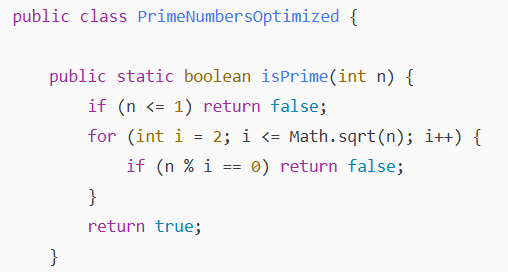 public class PrimeNumbersOptimized {
    public static boolean isPrime(int n) {
        if (n <= 1) return false;
        for (int i = 2; i <= Math.sqrt(n); i++) {
            if (n % i == 0) return false;
        }
        return true;
    }